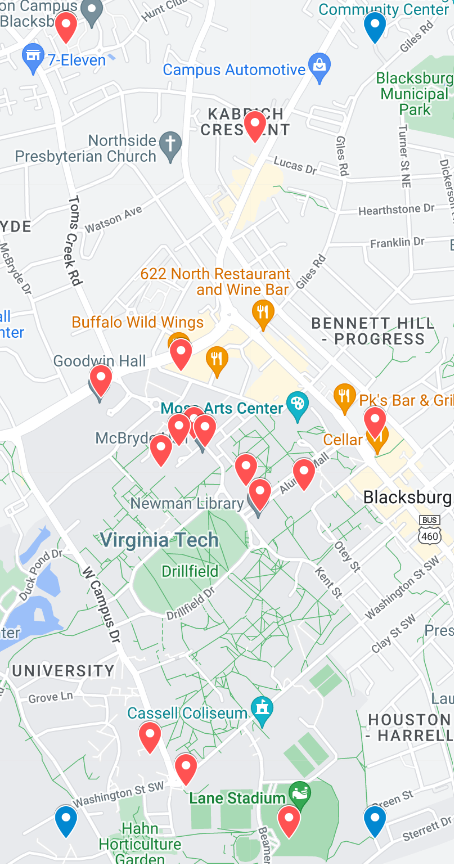 on Campus
Blacksb
Hunt Clu
Community Center
Giles Rd
7-Eleven
Campus Automotive
Blacksburg
Municipal
Park
KABRICH
CRESCENT
Northside
Presbyterian Church
Lucas Dr
Giles Rd
Turner St NE
Dickerson
Toms Creek Rd
Watson Ave
Hearthstone Dr
YDE
McBryde Dr
Franklin Dr
622 North Restaurant
and Wine Bar
Giles Rd
all
nter
Buffalo Wild Wings
BENNETT HILL
- PROGRESS
Goodwin Hall
Moss Arts Center
Pk's Bar & Gril
McBryde
Cellar
Alumni Mall
Newman Library
Blacksburg
BUS
460
Virginia Tech
Drillfield
Otey St
Duck Pond Dr
W Campus Dr
Kent St
Washington St SW
Drillfield Dr
Clay St SW
ter
Pres
UNIVERSITY
Grove Ln
Lau
Cassell Coliseum
HOUSTON
- HARRELL
Washington St SW
Lane Stadium
Green St
Hahn
Horticulture
Garden
Beamer
Sterrett Dr